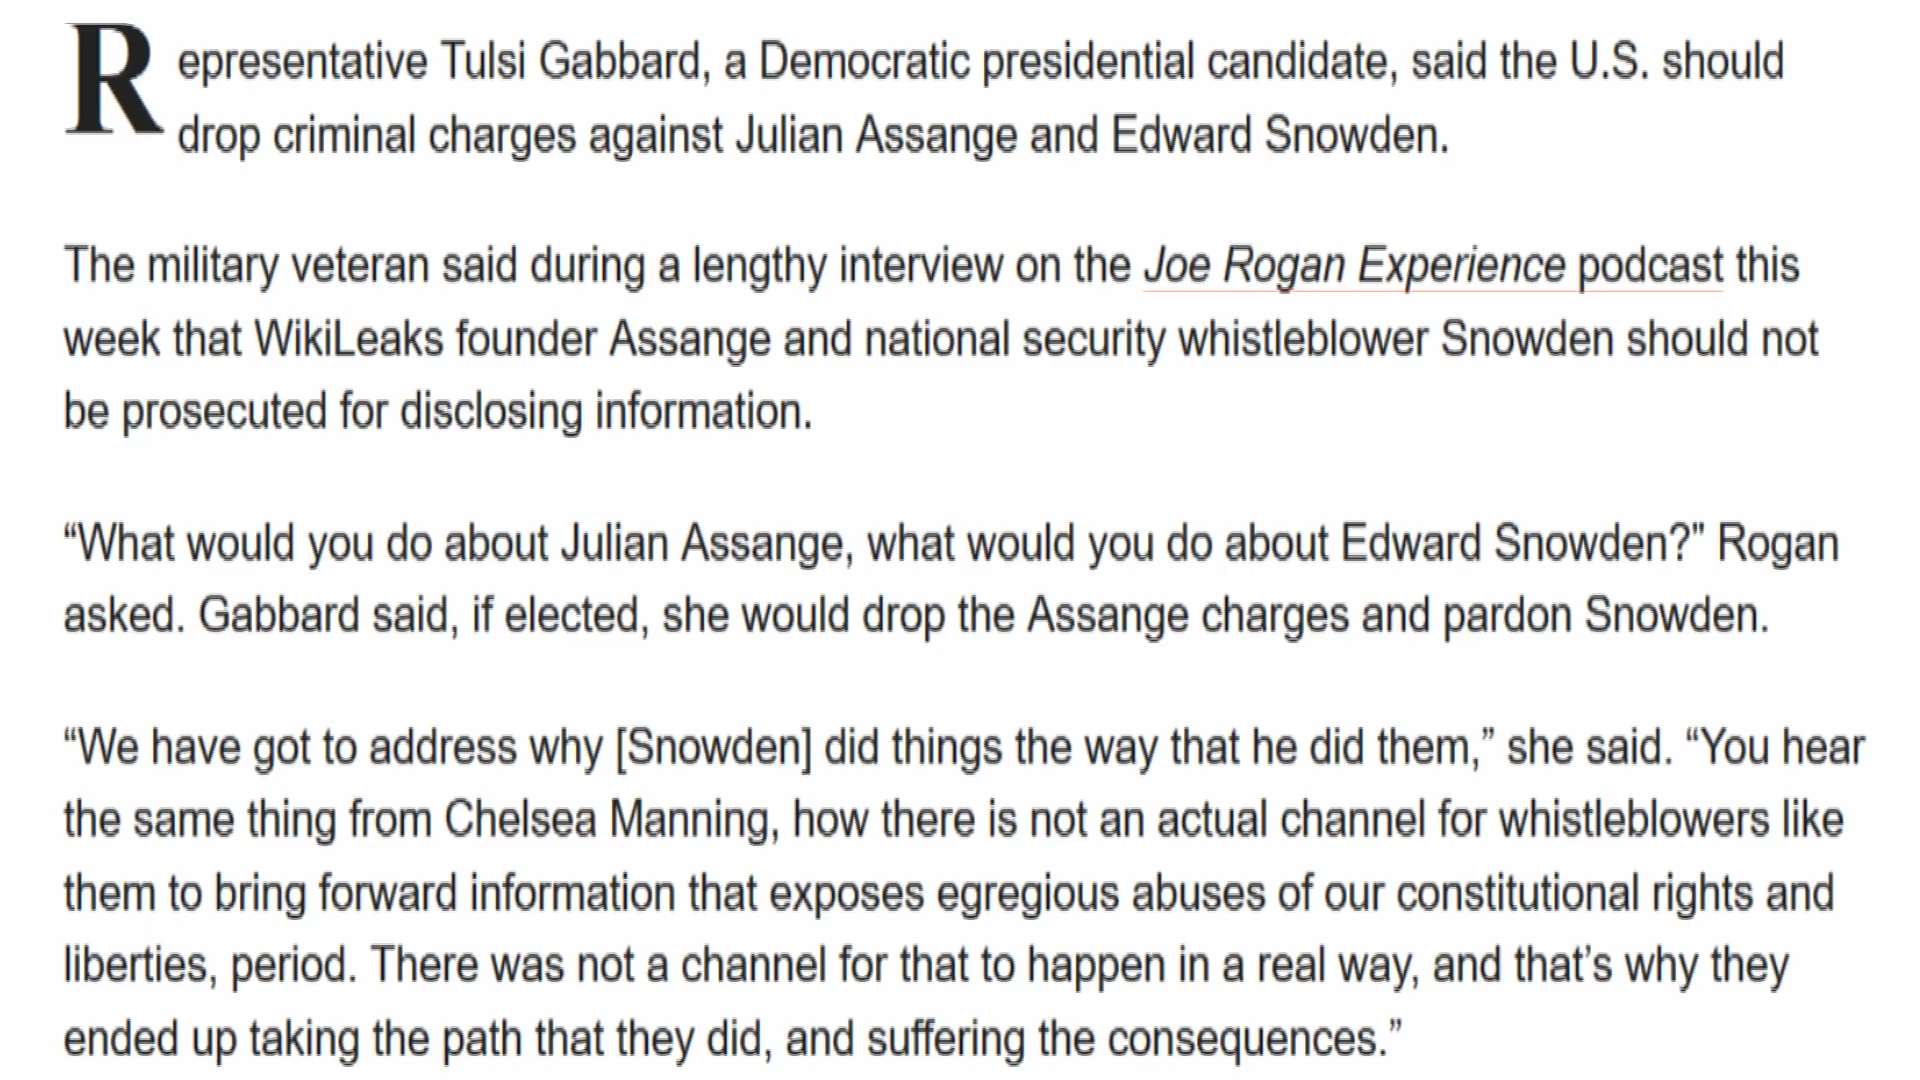 Representative Tulsi Gabbard, a Democratic presidential candidate, said the U.S. should
drop criminal charges against Julian Assange and Edward Snowden.
The military veteran said during a lengthy interview on the Joe Rogan Experience podcast this
week that WikiLeaks founder Assange and national security whistleblower Snowden should not
be prosecuted for disclosing information.
“What would you do about Julian Assange, what would you do about Edward Snowden?” Rogan
asked. Gabbard said, if elected, she would drop the Assange charges and pardon Snowden.
“We have got to address why [Snowden] did things the way that he did them,” she said. “You hear
the same thing from Chelsea Manning, how there is not an actual channel for whistleblowers like
them to bring forward information that exposes egregious abuses of our constitutional rights and
liberties, period. There was not a channel for that to happen in a real way, and that’s why they
ended up taking the path that they did, and suffering the consequences.”